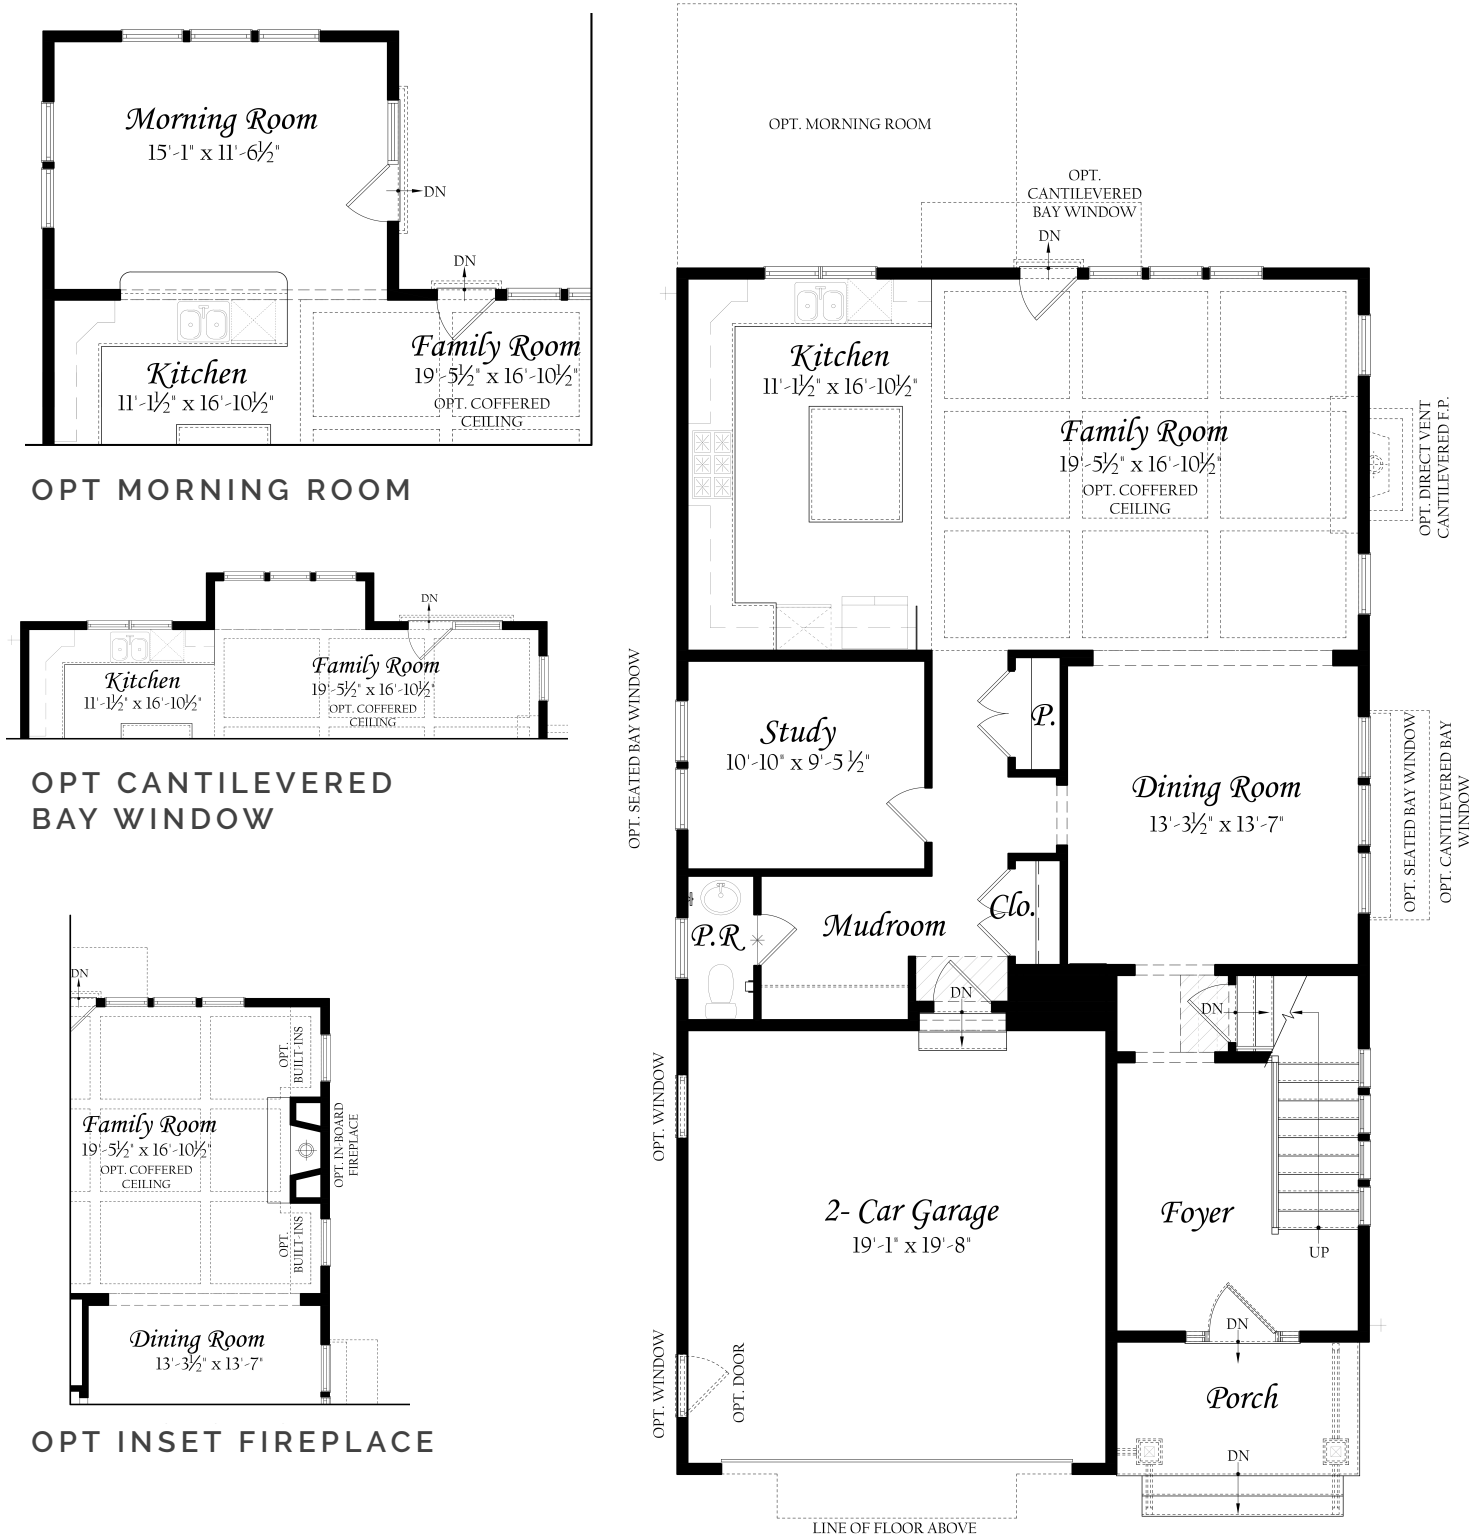 Morning Room
15'-1" x 11'-6½"
DN
DN
Family Room
19'-5½" x 16'-10½"
OPT. COFFERED
CEILING
Kitchen
11'-1½" x 16'-10½"
OPT MORNING ROOM
DN
Family Room
19'-5½" x 16'-10½"
OPT. COFFERED
CEILING
Kitchen
11'-1½" x 16'-10½"
OPT CANTILEVERED
BAY WINDOW
DN
OPT.
BUILT-INS
Family Room
19'-5½" x 16'-10½"
OPT. COFFERED
CEILING
OPT. IN-BOARD
FIREPLACE
OPT.
BUILT-INS
Dining Room
13'-3½" x 13'-7"
OPT INSET FIREPLACE
OPT. MORNING ROOM
OPT.
CANTILEVERED
BAY WINDOW
DN
Kitchen
11'-1½" x 16'-10½"
Family Room
19'-5½" x 16'-10½"
OPT. COFFERED
CEILING
OPT. DIRECT VENT
CANTILEVERED F.P.
OPT. SEATED BAY WINDOW
Study
10'-10" x 9'-5 ½"
P.
Dining Room
13'-3½" x 13'-7"
OPT. SEATED BAY WINDOW
OPT. CANTILEVERED BAY
WINDOW
P.R
Mudroom
Clo.
DN
DN
OPT. WINDOW
2- Car Garage
19'-1" x 19'-8"
Foyer
UP
DN
OPT. WINDOW
OPT. DOOR
Porch
DN
LINE OF FLOOR ABOVE